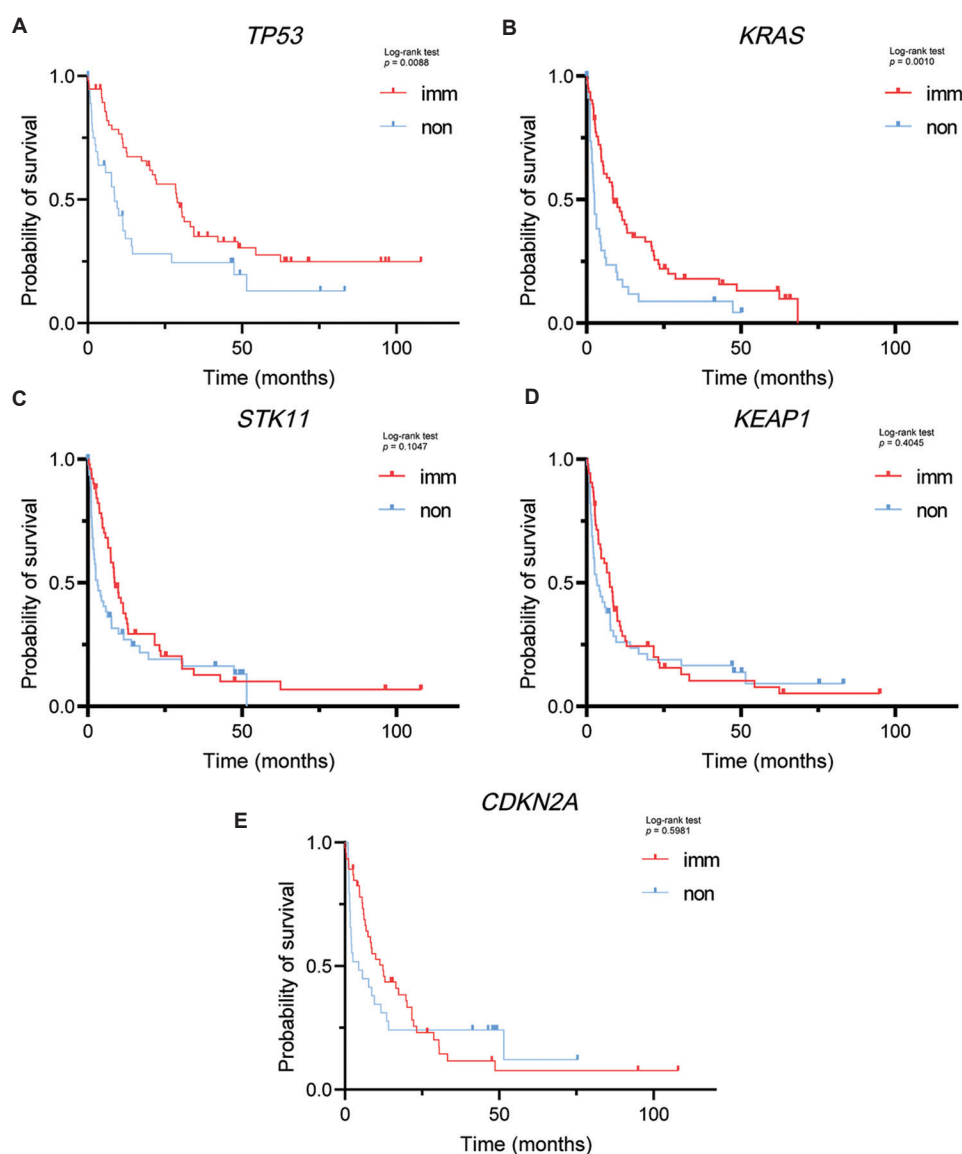 A
TP53
Log-rank test
p = 0.0088
imm
non
Probability of survival
1.0
0.5
0.0
0
50
100
Time (months)
B
KRAS
Log-rank test
p = 0.0010
imm
non
Probability of survival
1.0
0.5
0.0
0
50
100
Time (months)
C
STK11
Log-rank test
p = 0.1047
imm
non
Probability of survival
1.0
0.5
0.0
0
50
100
Time (months)
D
KEAP1
Log-rank test
p = 0.4045
imm
non
Probability of survival
1.0
0.5
0.0
0
50
100
Time (months)
E
CDKN2A
Log-rank test
p = 0.5981
imm
non
Probability of survival
1.0
0.5
0.0
0
50
100
Time (months)